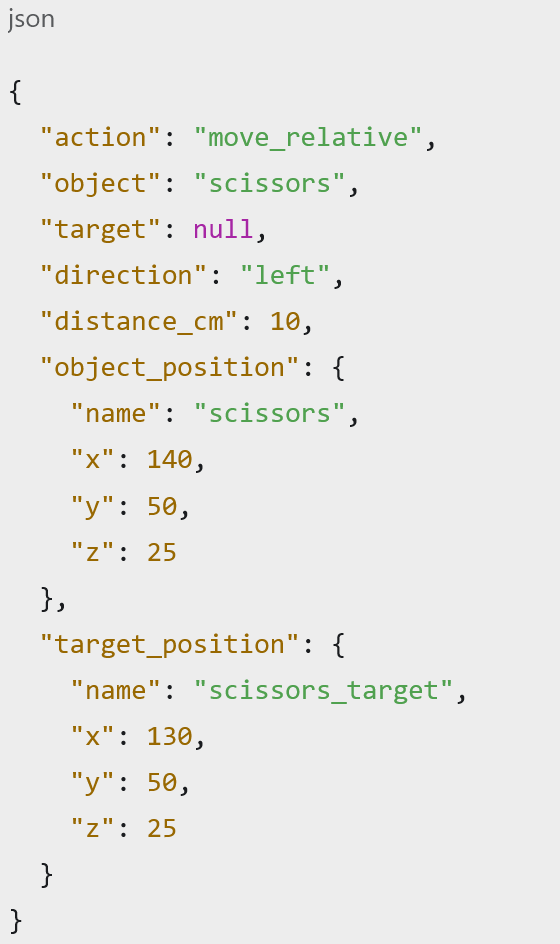 json
{
  "action": "move_relative",
  "object": "scissors",
  "target": null,
  "direction": "left",
  "distance_cm": 10,
  "object_position": {
    "name": "scissors",
    "x": 140,
    "y": 50,
    "z": 25
  },
  "target_position": {
    "name": "scissors_target",
    "x": 130,
    "y": 50,
    "z": 25
  }
}